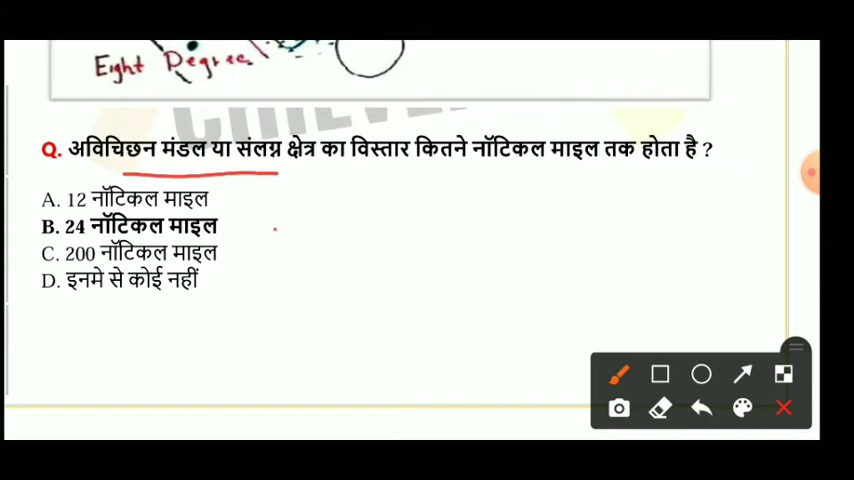 Eight Degree
Q. अविचिछन मंडल या संलग्न क्षेत्र का विस्तार कितने नॉटिकल माइल तक होता है ?
A. 12 नॉटिकल माइल
B. 24 नॉटिकल माइल
C. 200 नॉटिकल माइल
D. इनमे से कोई नहीं